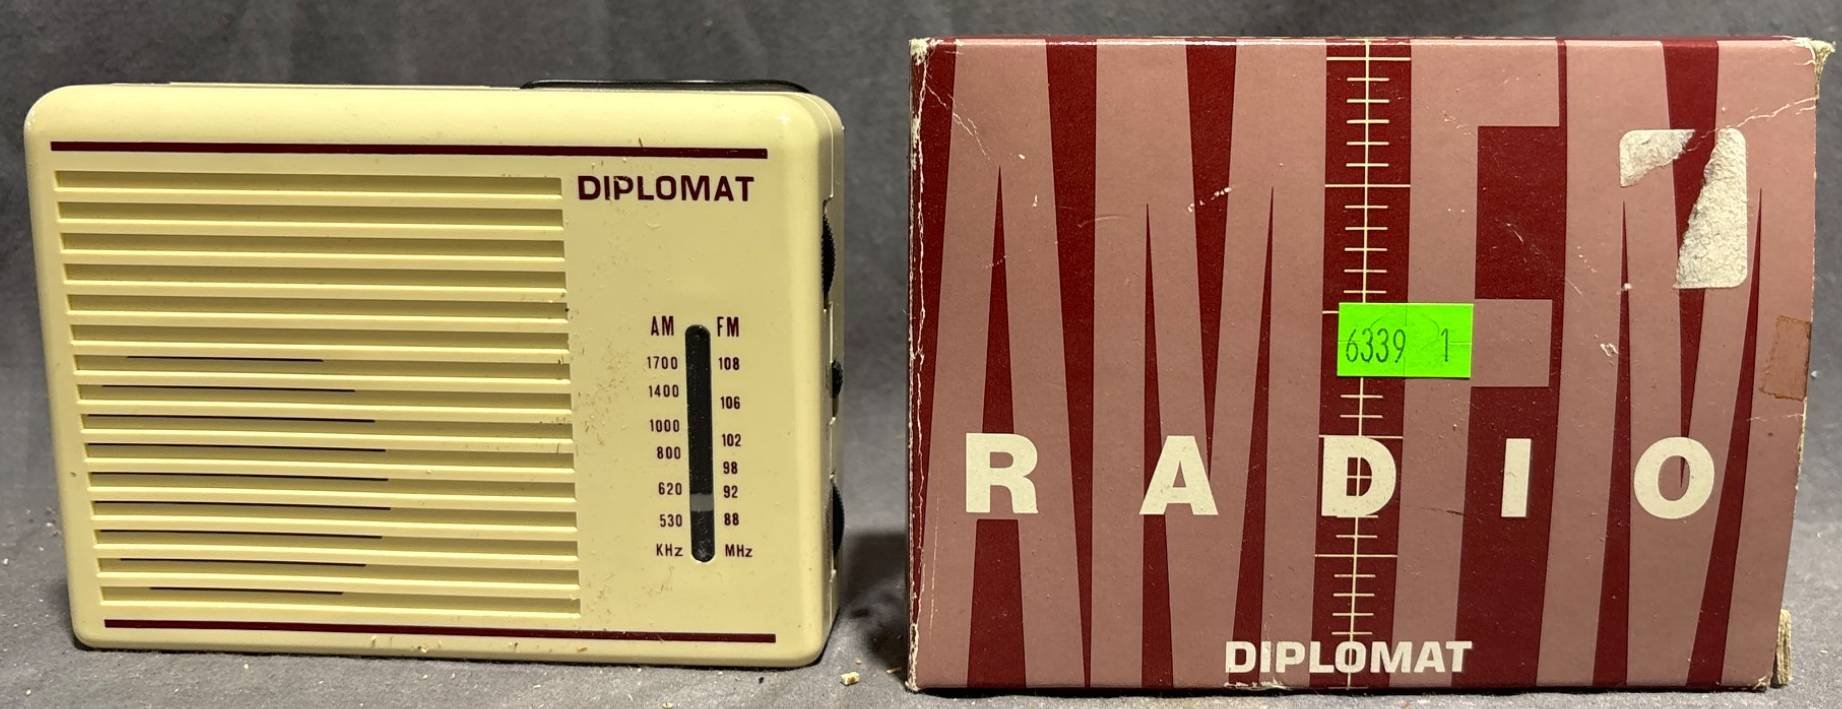 DIPLOMAT
AM FM
1700 108
1400 106
1000 102
800 98
620 92
530 88
KHz MHz
AM FM
6339 1
RADIO
DIPLOMAT